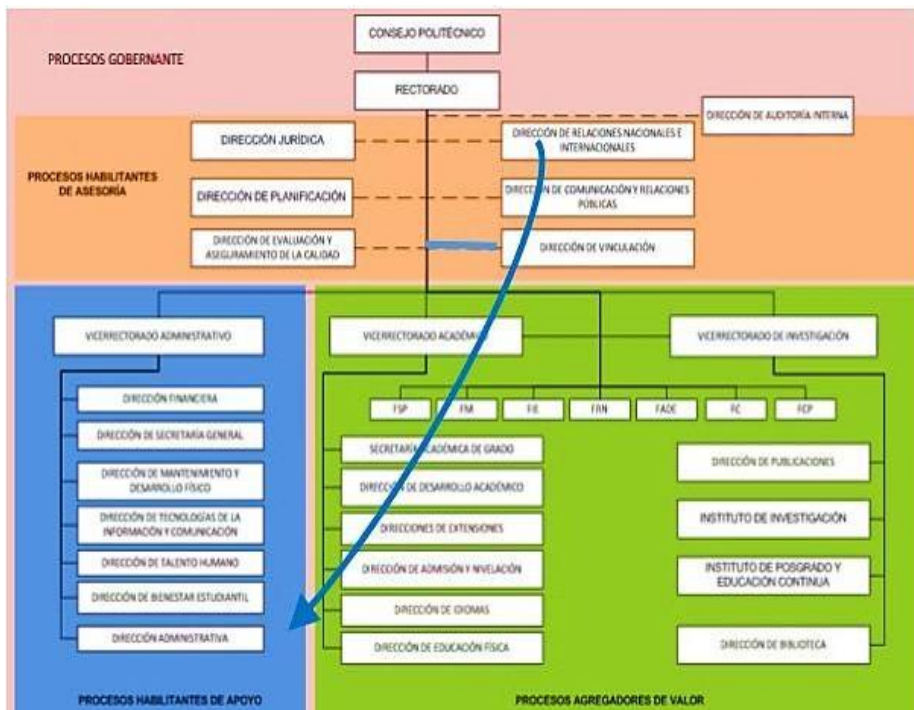 CONSEJO POLITÉCNICO
PROCESOS GOBERNANTE
RECTORADO
DIRECCIÓN DE AUDITORÍA INTERNA
DIRECCIÓN JURÍDICA
DIRECCIÓN DE RELACIONES NACIONALES E
INTERNACIONALES
PROCESOS HABILITANTES
DE ASESORÍA
DIRECCIÓN DE PLANIFICACIÓN
DIRECCIÓN DE COMUNICACIÓN Y RELACIONES
PÚBLICAS
DIRECCIÓN DE EVALUACIÓN Y
ASEGURAMIENTO DE LA CALIDAD
DIRECCIÓN DE VINCULACIÓN
VICERRECTORADO ADMINISTRATIVO
DIRECCIÓN FINANCIERA
DIRECCIÓN DE SECRETARÍA GENERAL
DIRECCIÓN DE MANTENIMIENTO Y
DESARROLLO FÍSICO
DIRECCIÓN DE TECNOLOGÍAS DE LA
INFORMACIÓN Y COMUNICACIÓN
DIRECCIÓN DE TALENTO HUMANO
DIRECCIÓN DE BIENESTAR ESTUDIANTIL
DIRECCIÓN ADMINISTRATIVA
PROCESOS HABILITANTES DE APOYO
VICERRECTORADO ACADÉMICO
VICERRECTORADO DE INVESTIGACIÓN
FSP
FM
FIE
FRN
FADE
FC
FCP
SECRETARÍA ACADÉMICA DE GRADO
DIRECCIÓN DE DESARROLLO ACADÉMICO
DIRECCIONES DE EXTENSIONES
DIRECCIÓN DE ADMISIÓN Y NIVELACIÓN
DIRECCIÓN DE IDIOMAS
DIRECCIÓN DE EDUCACIÓN FÍSICA
DIRECCIÓN DE PUBLICACIONES
INSTITUTO DE INVESTIGACIÓN
INSTITUTO DE POSGRADO Y
EDUCACIÓN CONTINUA
DIRECCIÓN DE BIBLIOTECA
PROCESOS AGREGADORES DE VALOR